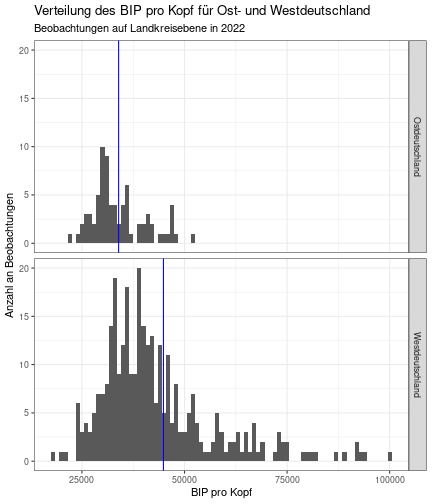 Verteilung des BIP pro Kopf für Ost- und Westdeutschland
Beobachtungen auf Landkreisebene in 2022
20
15
10
5
0
Ostdeutschland
20
15
10
5
0
Westdeutschland
Anzahl an Beobachtungen
25000 50000 75000 100000
BIP pro Kopf